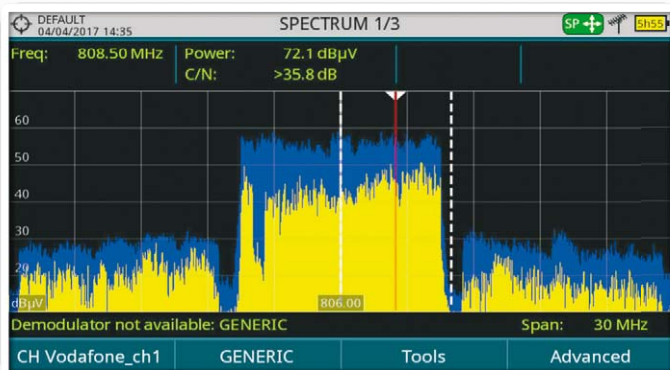 DEFAULT
04/04/2017 14:35
SPECTRUM 1/3
SP
5h55
Freq: 808.50 MHz
Power: 72.1 dBµV
C/N: >35.8 dB
60
50
40
30
20
dBµV
806.00
Demodulator not available: GENERIC
Span: 30 MHz
CH Vodafone_ch1
GENERIC
Tools
Advanced